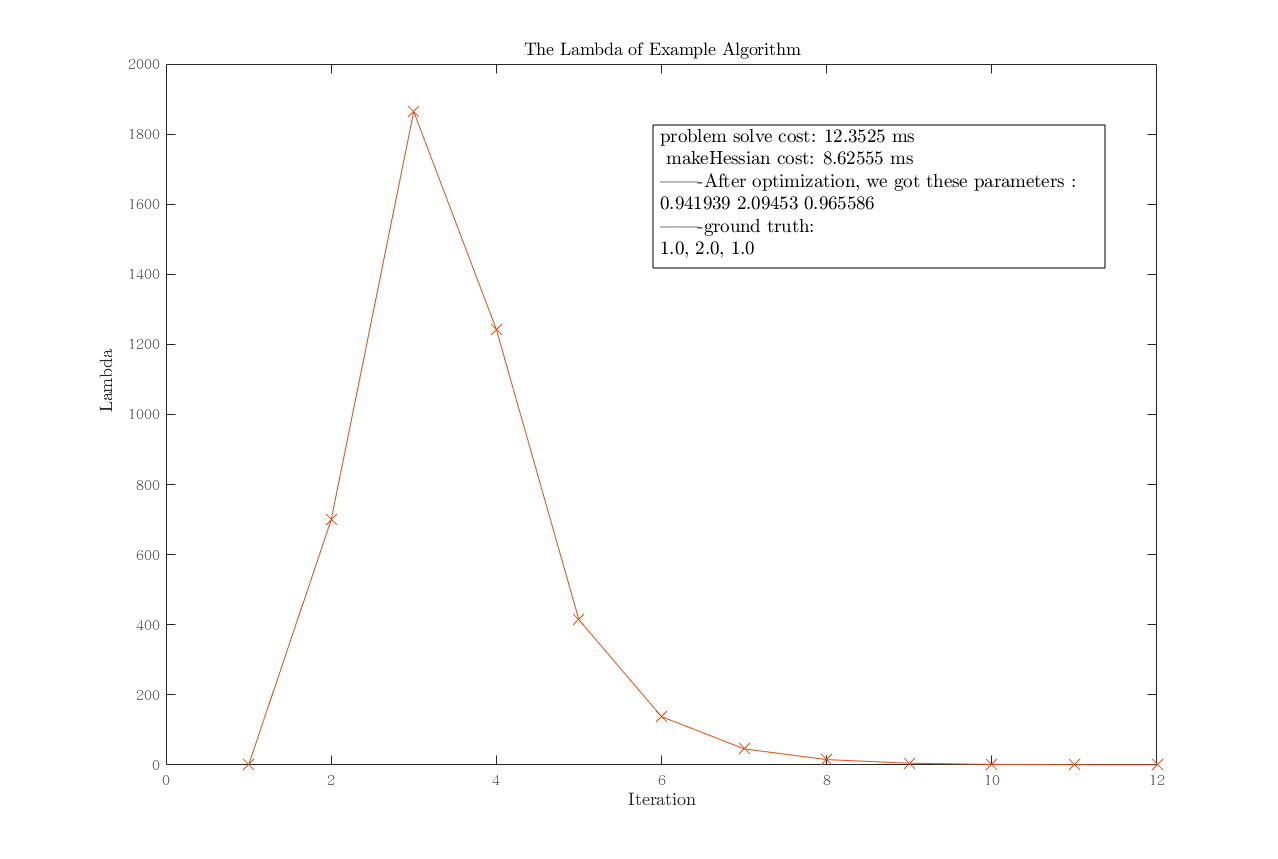 The Lambda of Example Algorithm
2000
1800
1600
1400
1200
1000
800
600
400
200
0
Lambda
problem solve cost: 12.3525 ms
makeHessian cost: 8.62555 ms
——-After optimization, we got these parameters :
0.941939 2.09453 0.965586
——-ground truth:
1.0, 2.0, 1.0
0 2 4 6 8 10 12
Iteration